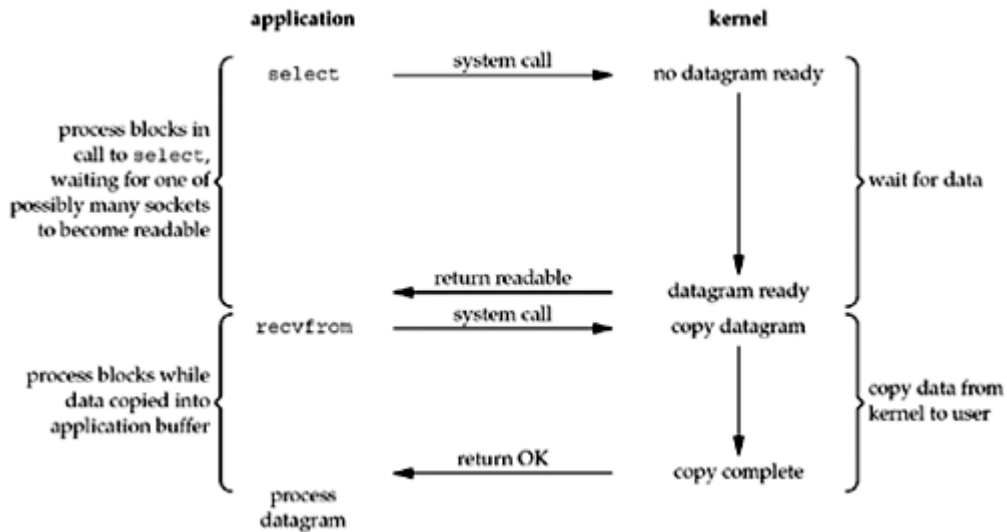 application
kernel
select
system call
no datagram ready
process blocks in
call to select,
waiting for one of
possibly many sockets
to become readable
wait for data
return readable
datagram ready
recvfrom
system call
copy datagram
process blocks while
data copied into
application buffer
copy data from
kernel to user
return OK
copy complete
process
datagram